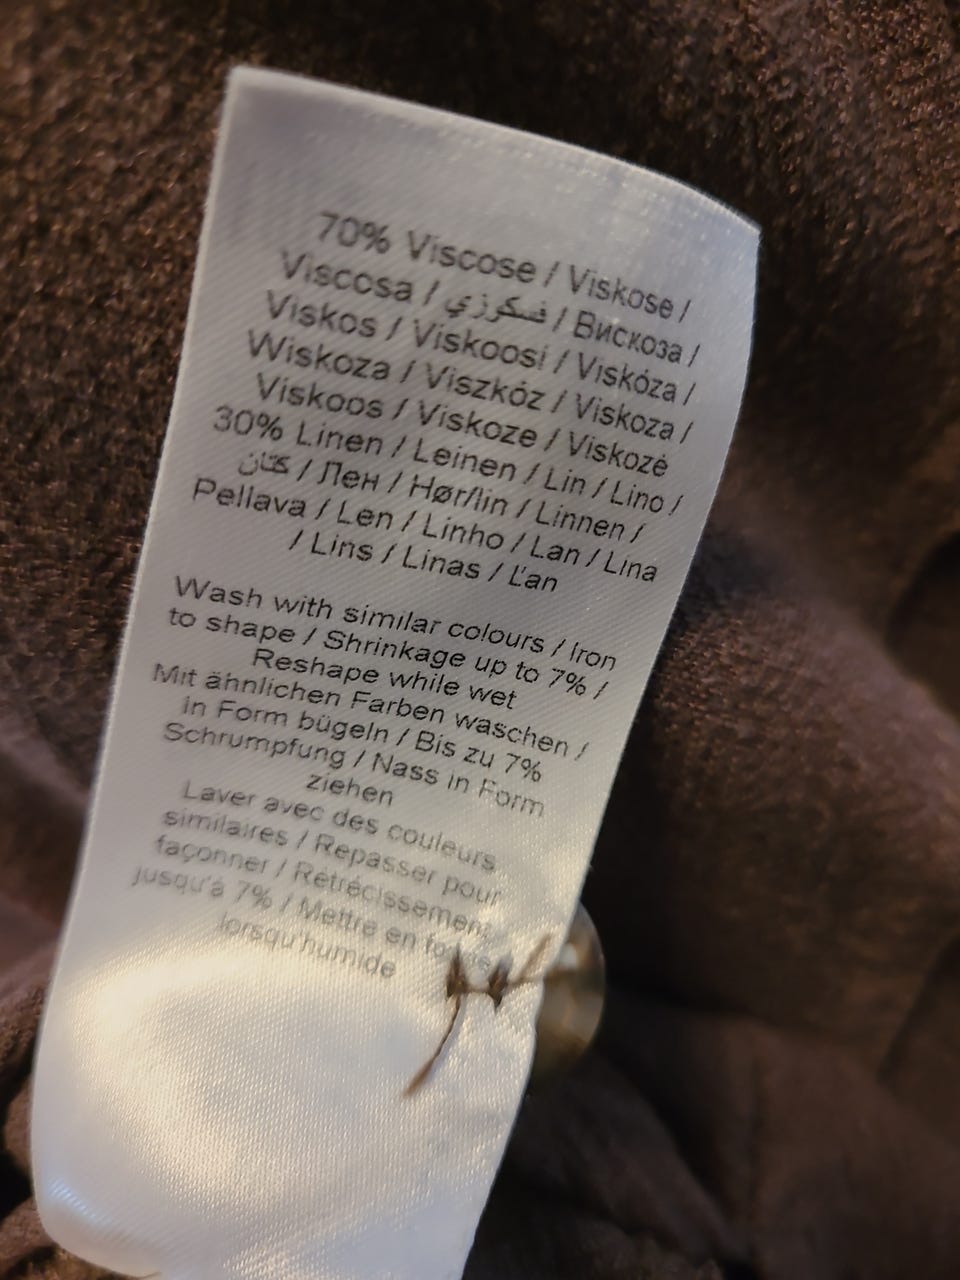 70% Viscose / Viskose /
Viscosa / فسكوزي / Вискоза /
Viskos / Viskoosi / Viskóza /
Wiskoza / Viszkóz / Viskoza /
Viskoos / Viskoze / Viskozė
30% Linen / Leinen / Lin / Lino /
كتان / Лен / Hør/lin / Linnen /
Pellava / Len / Linho / Lan / Lina
/ Lins / Linas / Ľan
Wash with similar colours / Iron
to shape / Shrinkage up to 7% /
Reshape while wet
Mit ähnlichen Farben waschen /
in Form bügeln / Bis zu 7%
Schrumpfung / Nass in Form
ziehen
Laver avec des couleurs
similaires / Repasser pour
façonner / Rétrécissement
jusqu'à 7% / Mettre en forme
lorsqu'humide